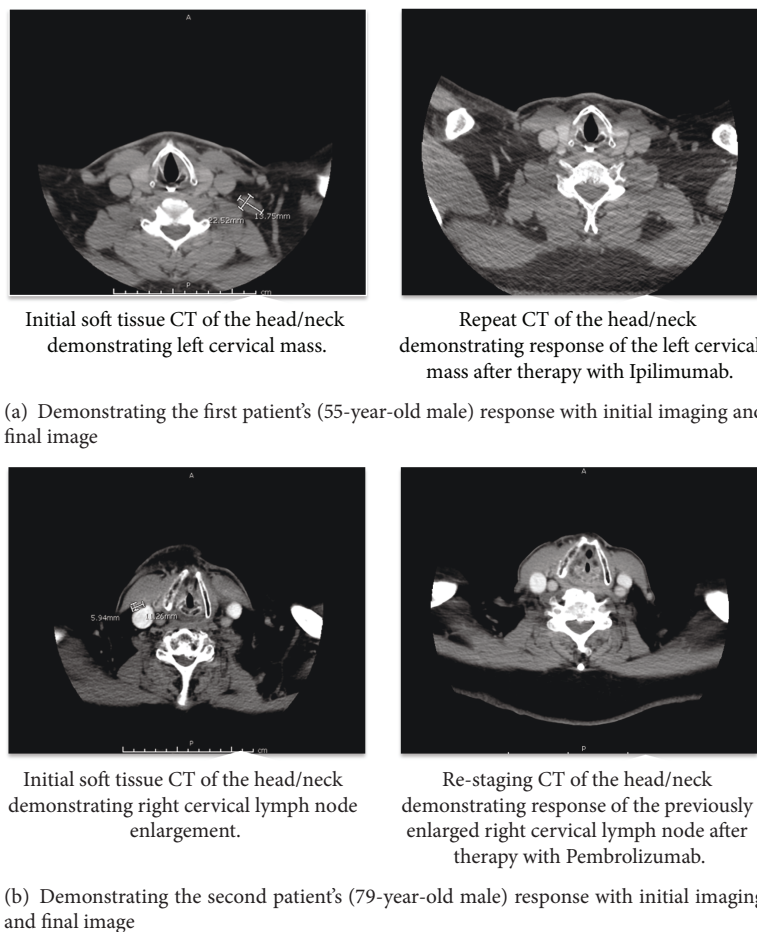 A
22.52mm
13.75mm
P
cm
Initial soft tissue CT of the head/neck
demonstrating left cervical mass.
Repeat CT of the head/neck
demonstrating response of the left cervical
mass after therapy with Ipilimumab.
(a) Demonstrating the first patient's (55-year-old male) response with initial imaging and
final image
A
5.94mm
11.26mm
P
cm
Initial soft tissue CT of the head/neck
demonstrating right cervical lymph node
enlargement.
A
P
Re-staging CT of the head/neck
demonstrating response of the previously
enlarged right cervical lymph node after
therapy with Pembrolizumab.
(b) Demonstrating the second patient's (79-year-old male) response with initial imaging
and final image